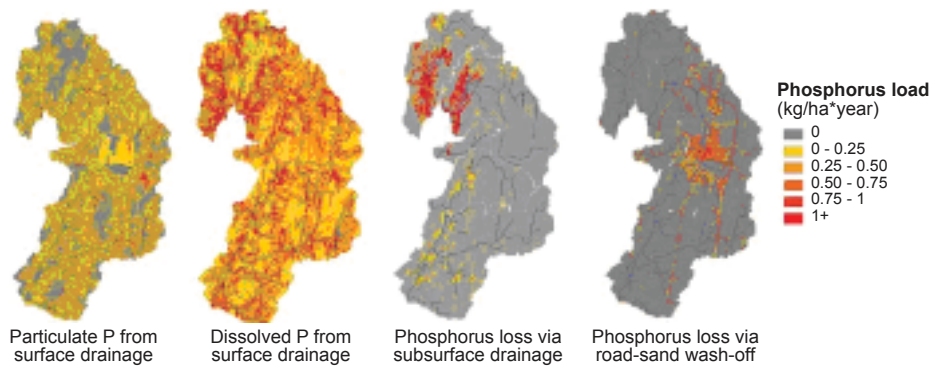 Phosphorus load
(kg/ha*year)
0
0 - 0.25
0.25 - 0.50
0.50 - 0.75
0.75 - 1
1+
Particulate P from
surface drainage
Dissolved P from
surface drainage
Phosphorus loss via
subsurface drainage
Phosphorus loss via
road-sand wash-off